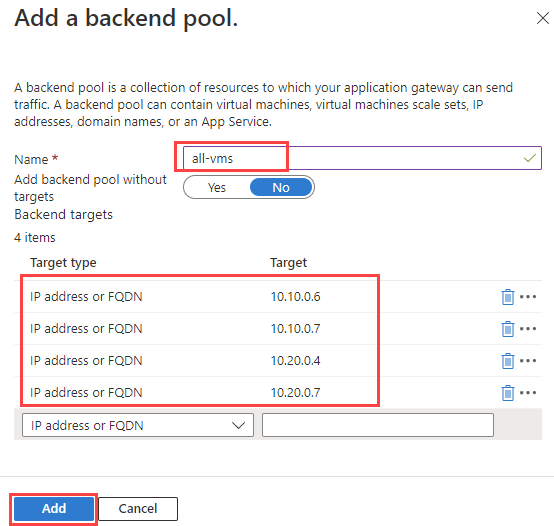 Add a backend pool.
A backend pool is a collection of resources to which your application gateway can send
traffic. A backend pool can contain virtual machines, virtual machines scale sets, IP
addresses, domain names, or an App Service.
Name * all-vms
Add backend pool without
targets
Yes No
Backend targets
4 items
Target type Target
IP address or FQDN 10.10.0.6
IP address or FQDN 10.10.0.7
IP address or FQDN 10.20.0.4
IP address or FQDN 10.20.0.7
IP address or FQDN
Add Cancel